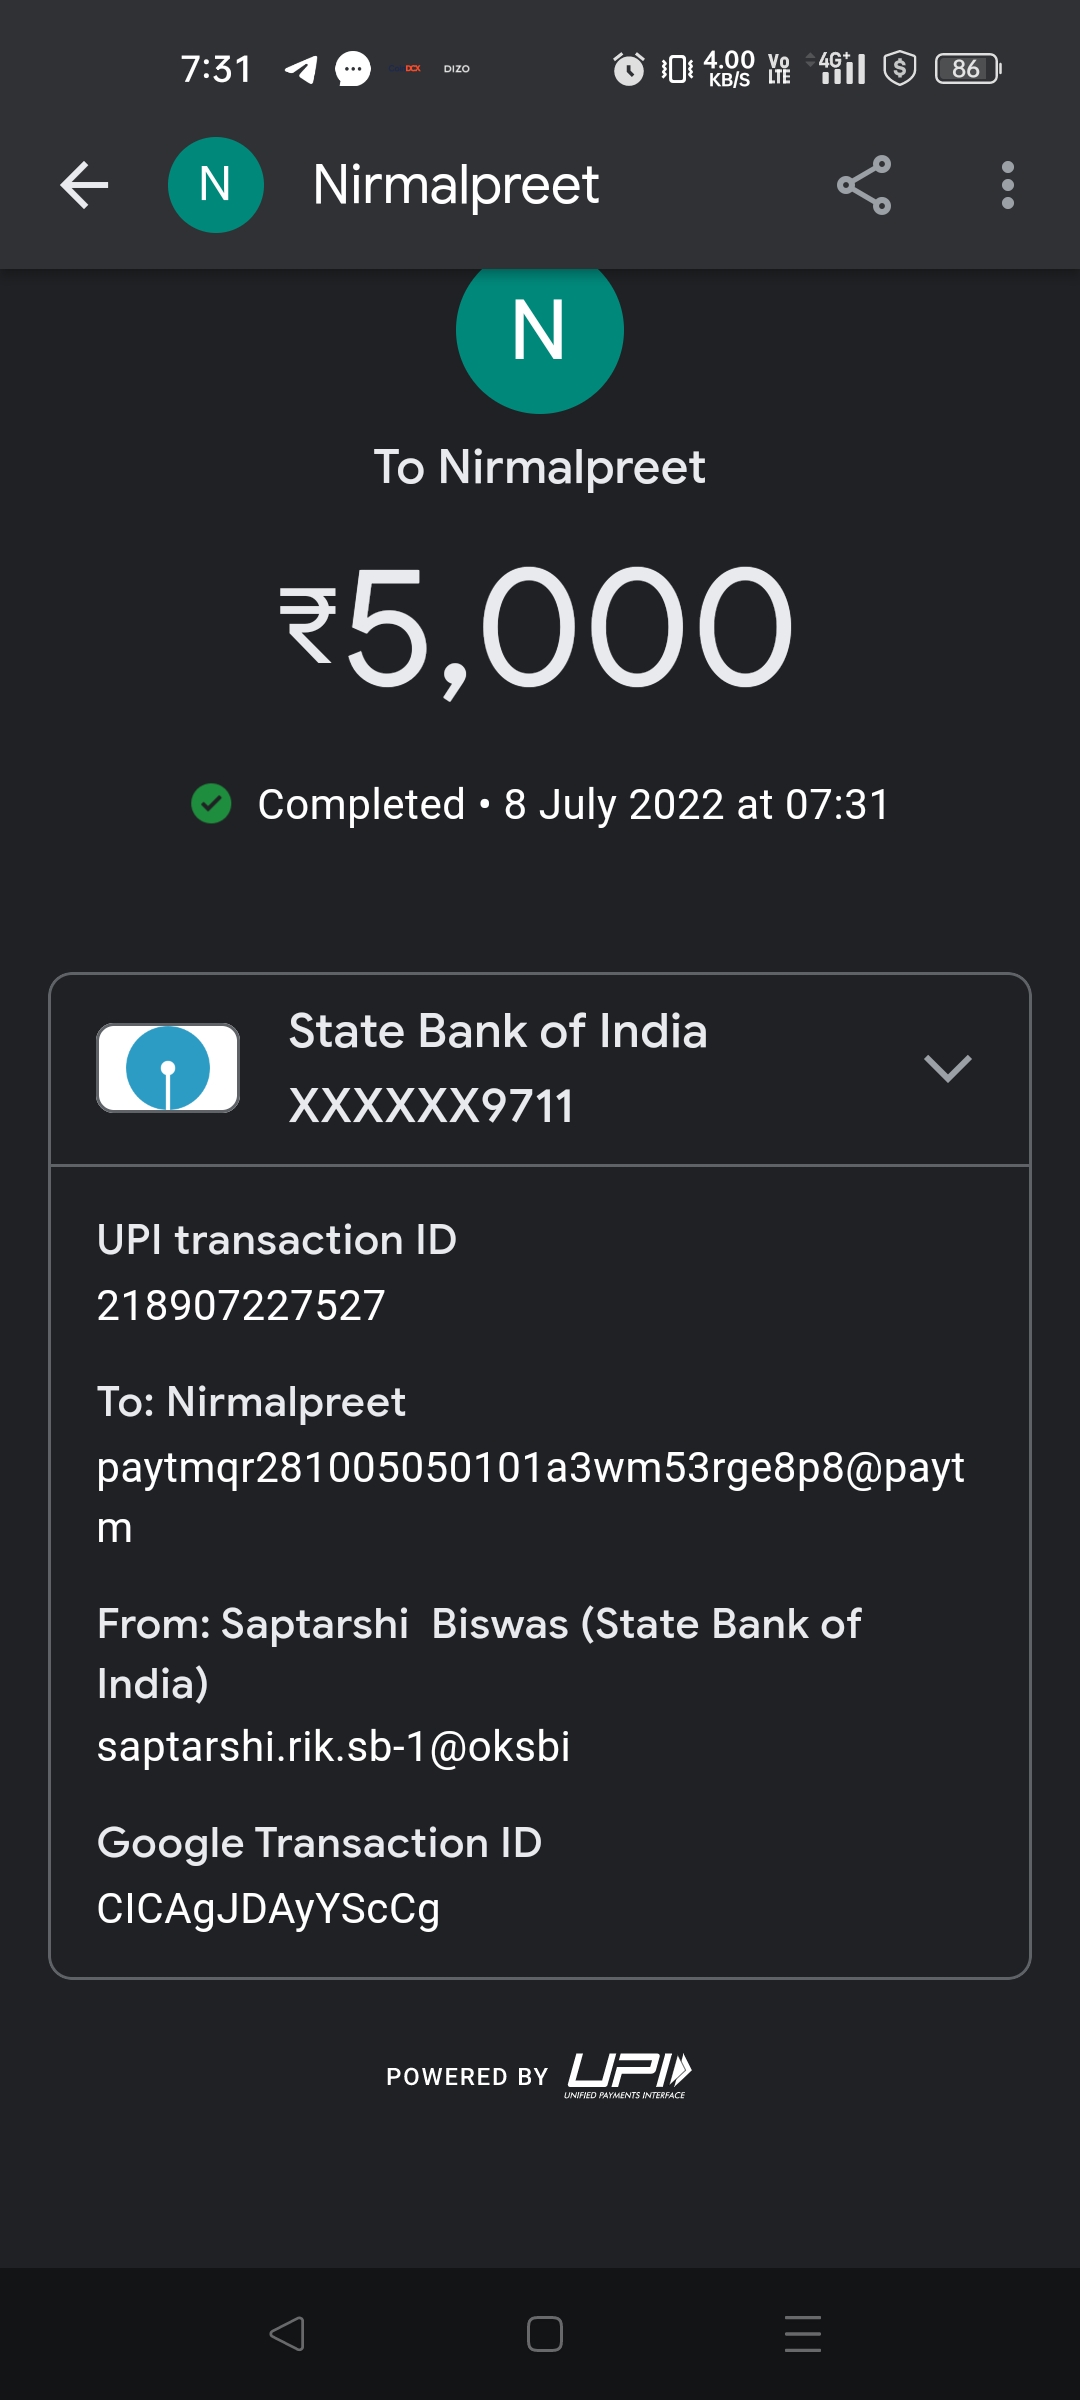 7:31 DCX DIZO 4.00 KB/S Vo LTE 4G+ $ 86
N Nirmalpreet
N
To Nirmalpreet
₹5,000
Completed • 8 July 2022 at 07:31
State Bank of India
XXXXXX9711
UPI transaction ID
218907227527
To: Nirmalpreet
paytmqr281005050101a3wm53rge8p8@payt
m
From: Saptarshi Biswas (State Bank of
India)
saptarshi.rik.sb-1@oksbi
Google Transaction ID
CICAgJDAyYScCg
POWERED BY UPI
UNIFIED PAYMENTS INTERFACE